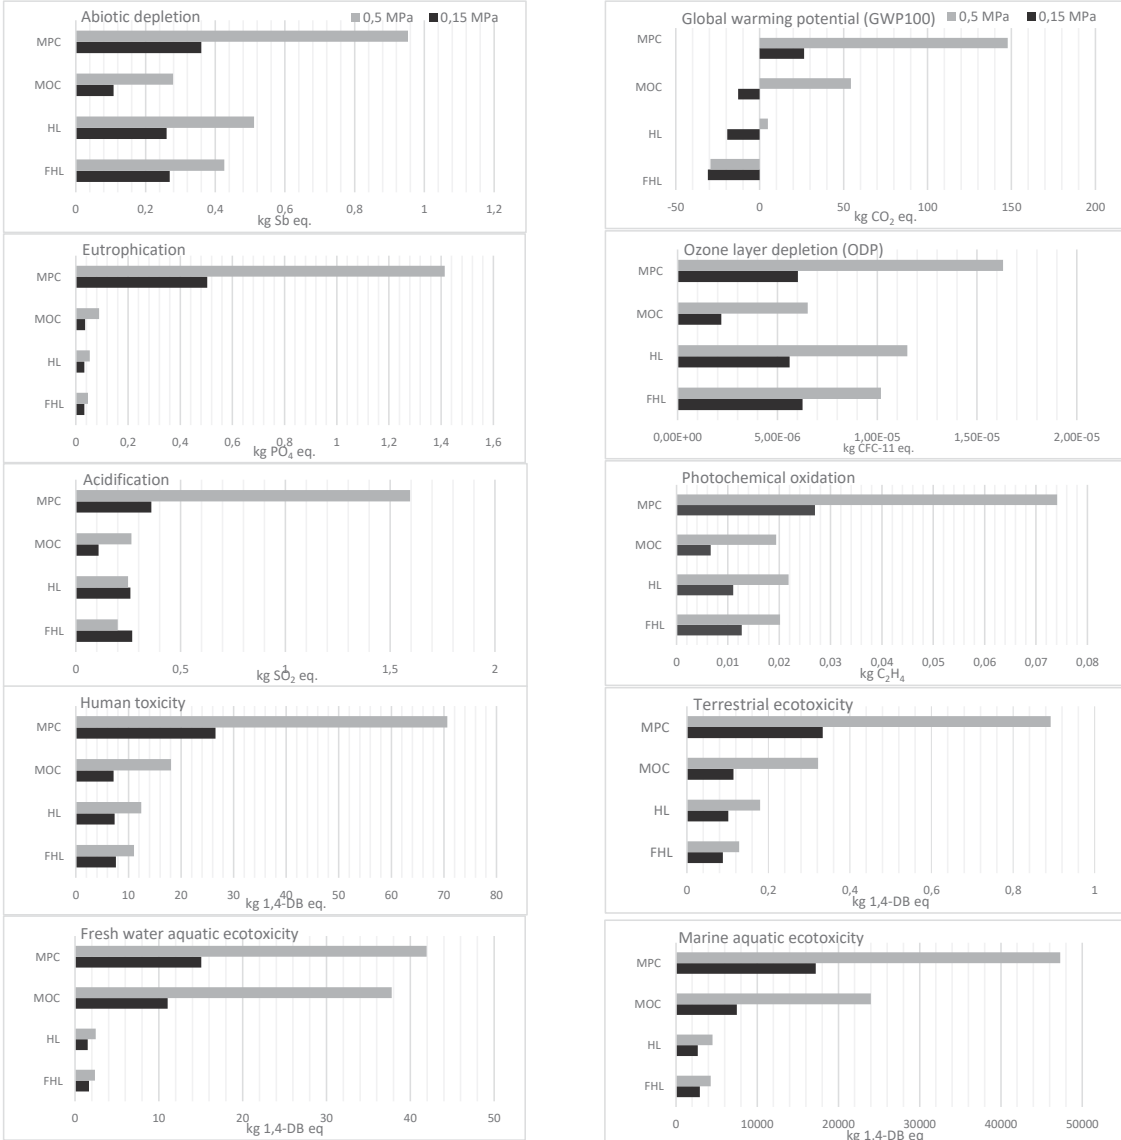 Abiotic depletion
0,5 MPa 0,15 MPa
MPC
MOC
HL
FHL
0 0,2 0,4 0,6 0,8 1 1,2
kg Sb eq.
Global warming potential (GWP100)
0,5 MPa 0,15 MPa
MPC
MOC
HL
FHL
-50 0 50 100 150 200
kg CO₂ eq.
Eutrophication
MPC
MOC
HL
FHL
0 0,2 0,4 0,6 0,8 1 1,2 1,4 1,6
kg PO₄ eq.
Ozone layer depletion (ODP)
MPC
MOC
HL
FHL
0,00E+00 5,00E-06 1,00E-05 1,50E-05 2,00E-05
kg CFC-11 eq.
Acidification
MPC
MOC
HL
FHL
0 0,5 1 1,5 2
kg SO₂ eq.
Photochemical oxidation
MPC
MOC
HL
FHL
0 0,01 0,02 0,03 0,04 0,05 0,06 0,07 0,08
kg C₂H₄
Human toxicity
MPC
MOC
HL
FHL
0 10 20 30 40 50 60 70 80
kg 1,4-DB eq.
Terrestrial ecotoxicity
MPC
MOC
HL
FHL
0 0,2 0,4 0,6 0,8 1
kg 1,4-DB eq
Fresh water aquatic ecotoxicity
MPC
MOC
HL
FHL
0 10 20 30 40 50
kg 1,4-DB eq
Marine aquatic ecotoxicity
MPC
MOC
HL
FHL
0 10000 20000 30000 40000 50000
kg 1,4-DB eq